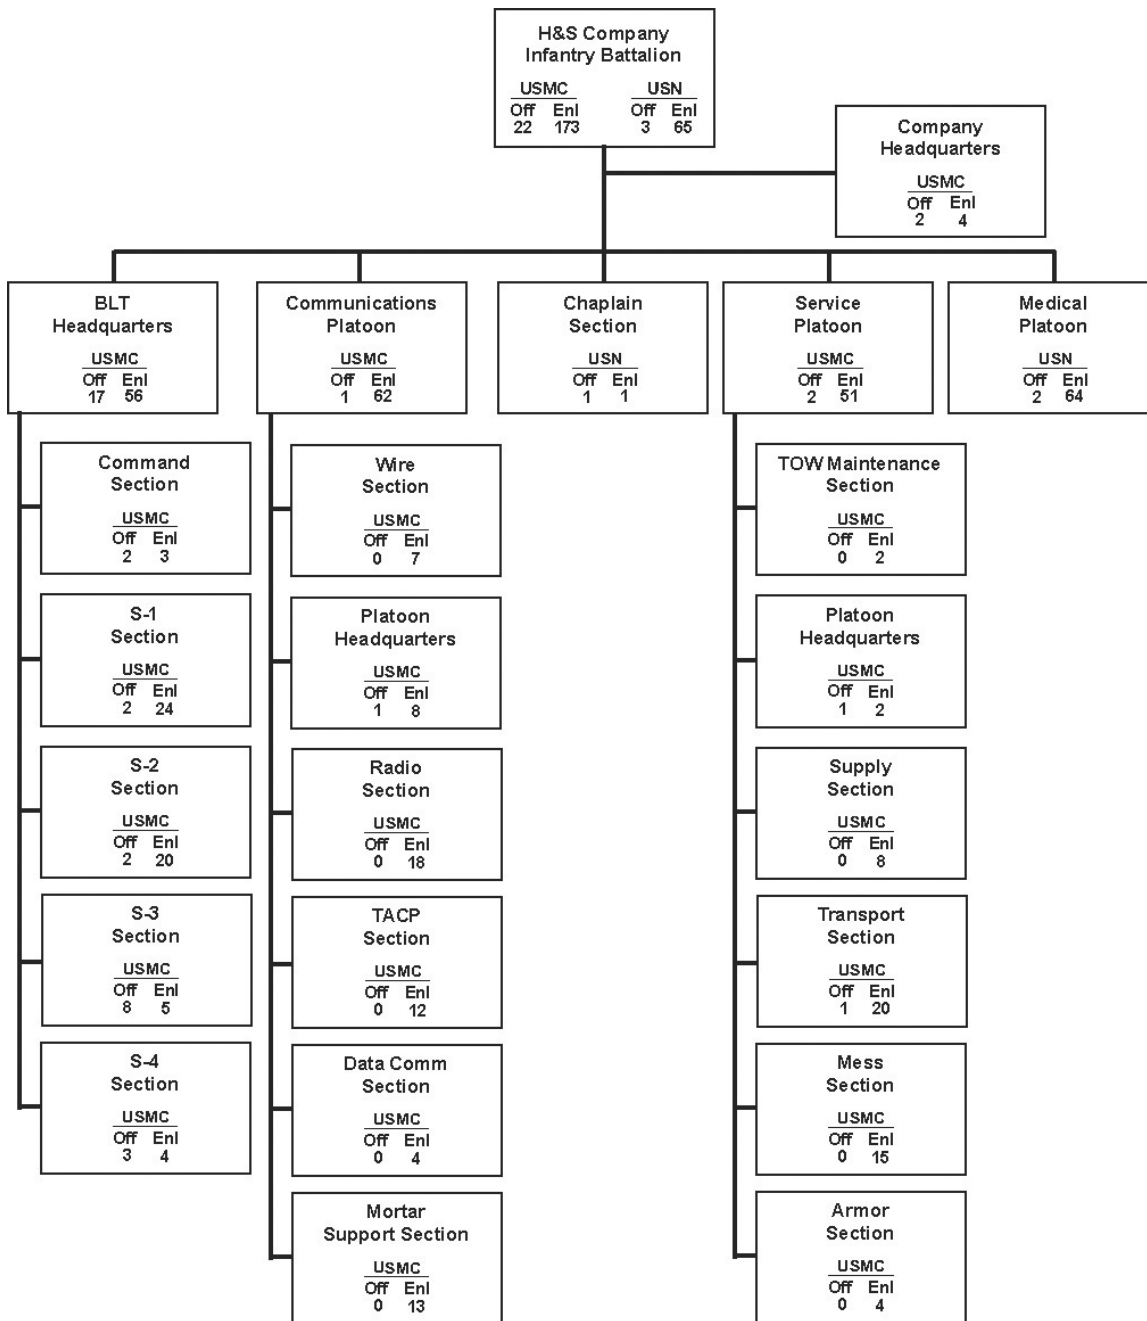 H&S Company
Infantry Battalion
USMC USN
Off Enl Off Enl
22 173 3 65
Company
Headquarters
USMC
Off Enl
2 4
BLT
Headquarters
USMC
Off Enl
17 56
Communications
Platoon
USMC
Off Enl
1 62
Chaplain
Section
USN
Off Enl
1 1
Service
Platoon
USMC
Off Enl
2 51
Medical
Platoon
USN
Off Enl
2 64
Command
Section
USMC
Off Enl
2 3
S-1
Section
USMC
Off Enl
2 24
S-2
Section
USMC
Off Enl
2 20
S-3
Section
USMC
Off Enl
8 5
S-4
Section
USMC
Off Enl
3 4
Wire
Section
USMC
Off Enl
0 7
Platoon
Headquarters
USMC
Off Enl
1 8
Radio
Section
USMC
Off Enl
0 18
TACP
Section
USMC
Off Enl
0 12
Data Comm
Section
USMC
Off Enl
0 4
Mortar
Support Section
USMC
Off Enl
0 13
TOW Maintenance
Section
USMC
Off Enl
0 2
Platoon
Headquarters
USMC
Off Enl
1 2
Supply
Section
USMC
Off Enl
0 8
Transport
Section
USMC
Off Enl
1 20
Mess
Section
USMC
Off Enl
0 15
Armor
Section
USMC
Off Enl
0 4